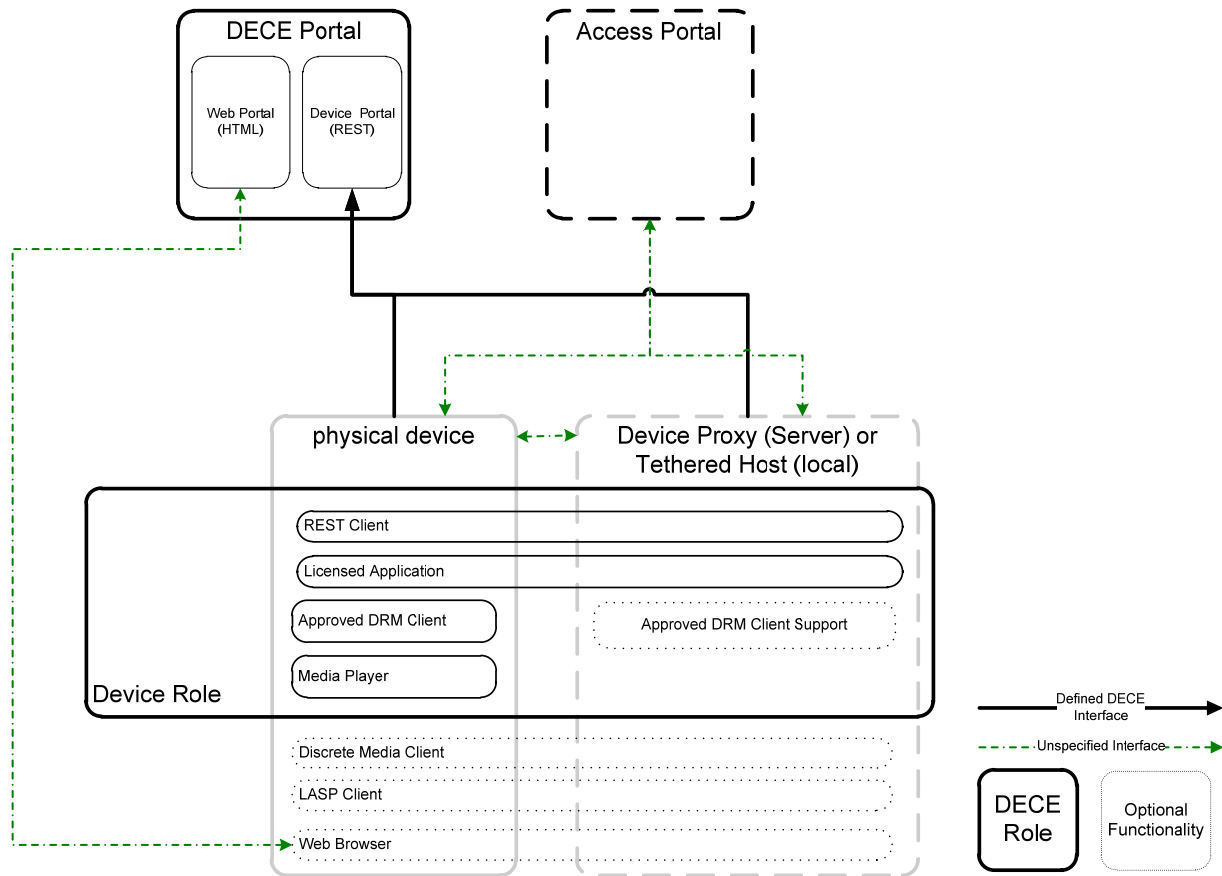 DECE Portal
Web Portal
(HTML)
Device Portal
(REST)
Access Portal
physical device
Device Proxy (Server) or
Tethered Host (local)
REST Client
Licensed Application
Approved DRM Client
Approved DRM Client Support
Media Player
Device Role
Discrete Media Client
LASP Client
Web Browser
Defined DECE
Interface
Unspecified Interface
DECE
Role
Optional
Functionality